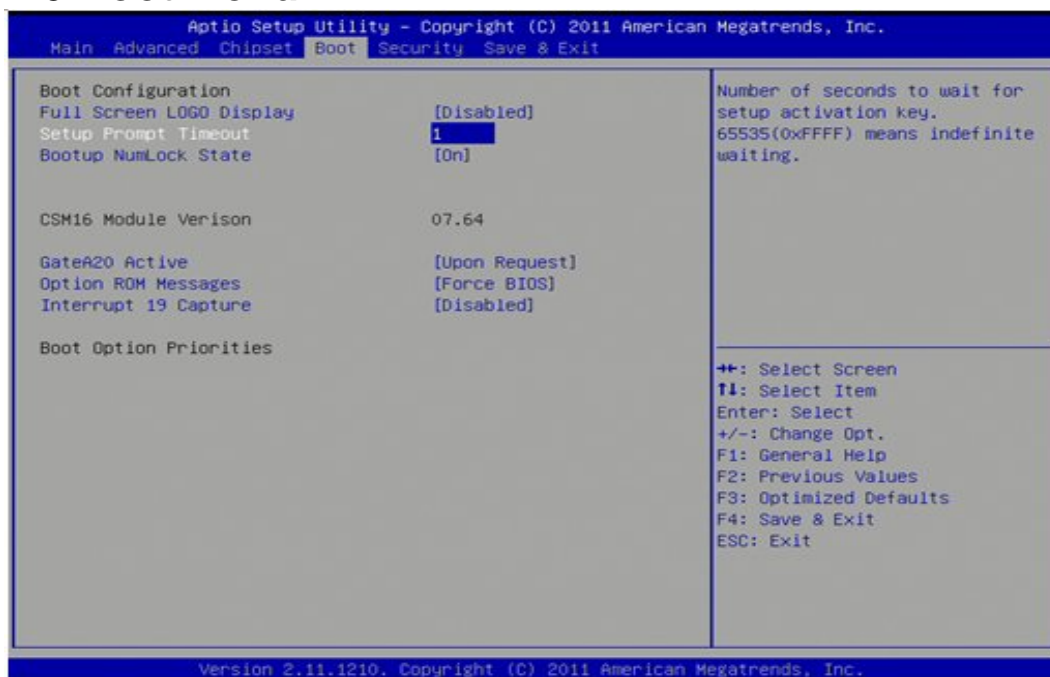 Aptio Setup Utility – Copyright (C) 2011 American Megatrends, Inc.
Main Advanced Chipset Boot Security Save & Exit
Boot Configuration
Full Screen LOGO Display [Disabled]
Setup Prompt Timeout 1
Bootup NumLock State [On]
CSM16 Module Verison 07.64
GateA20 Active [Upon Request]
Option ROM Messages [Force BIOS]
Interrupt 19 Capture [Disabled]
Boot Option Priorities
Number of seconds to wait for
setup activation key.
65535(0xFFFF) means indefinite
waiting.
→←: Select Screen
↑↓: Select Item
Enter: Select
+/-: Change Opt.
F1: General Help
F2: Previous Values
F3: Optimized Defaults
F4: Save & Exit
ESC: Exit
Version 2.11.1210. Copyright (C) 2011 American Megatrends, Inc.